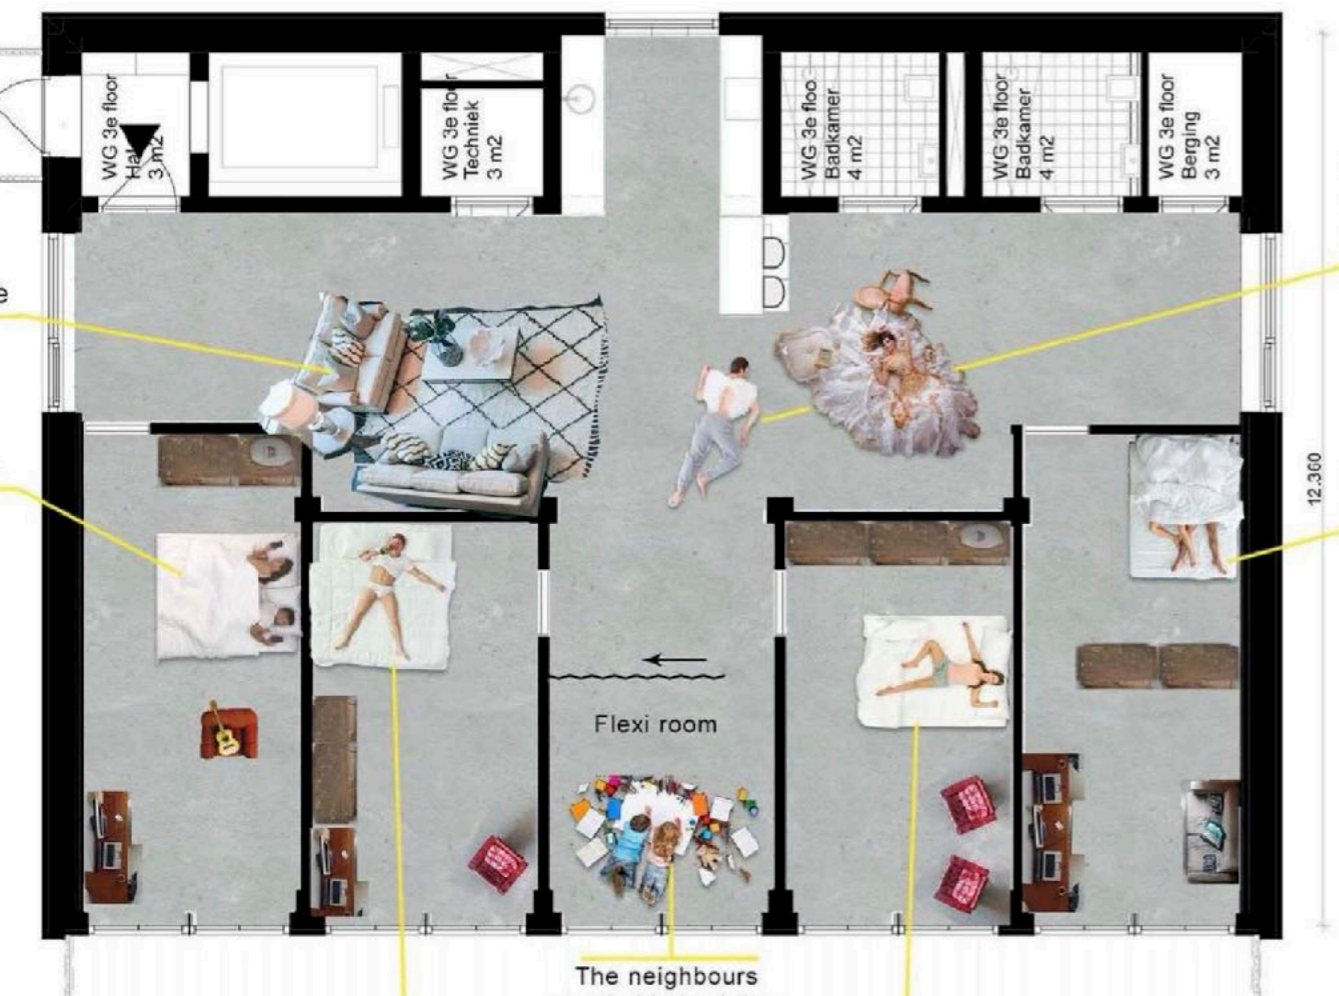 WG 3e floor
Hal
3 m2
WG 3e floor
Techniek
3 m2
WG 3e floo
Badkamer
4 m2
WG 3e floor
Badkamer
4 m2
WG 3e floor
Berging
3 m2
e
12.360
Flexi room
The neighbours